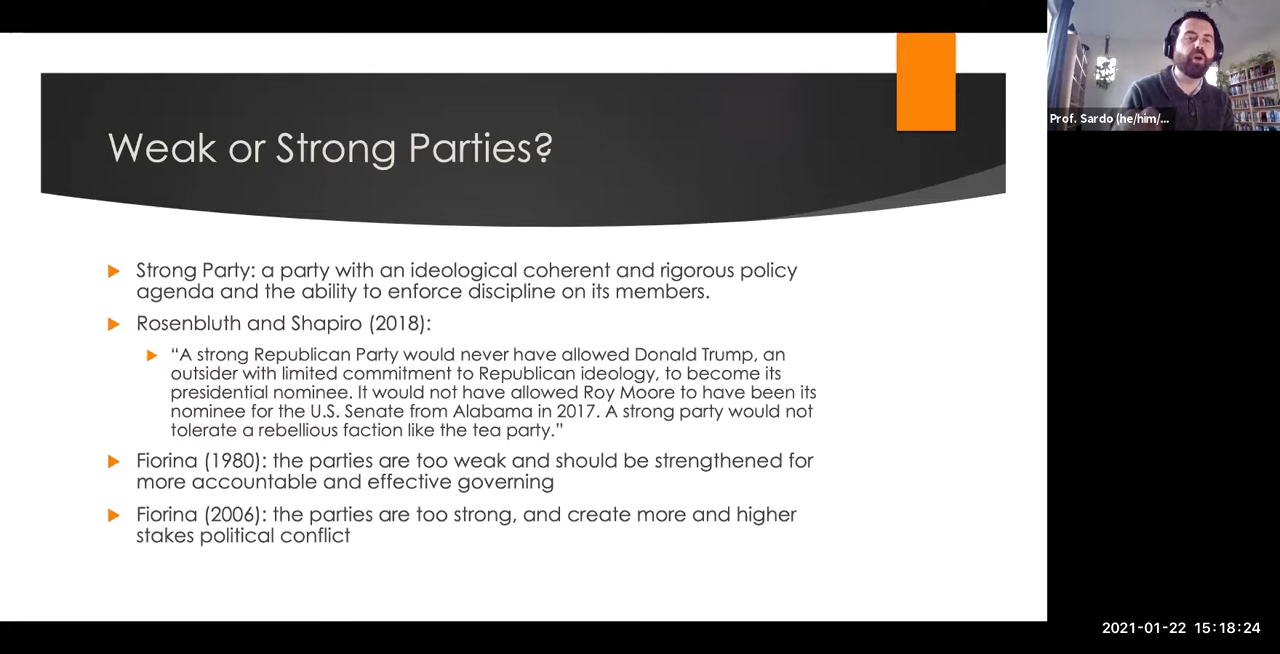 Weak or Strong Parties?
Strong Party: a party with an ideological coherent and rigorous policy
agenda and the ability to enforce discipline on its members.
Rosenbluth and Shapiro (2018):
“A strong Republican Party would never have allowed Donald Trump, an
outsider with limited commitment to Republican ideology, to become its
presidential nominee. It would not have allowed Roy Moore to have been its
nominee for the U.S. Senate from Alabama in 2017. A strong party would not
tolerate a rebellious faction like the tea party.”
Fiorina (1980): the parties are too weak and should be strengthened for
more accountable and effective governing
Fiorina (2006): the parties are too strong, and create more and higher
stakes political conflict
Prof. Sardo (he/him/...
2021-01-22 15:18:24